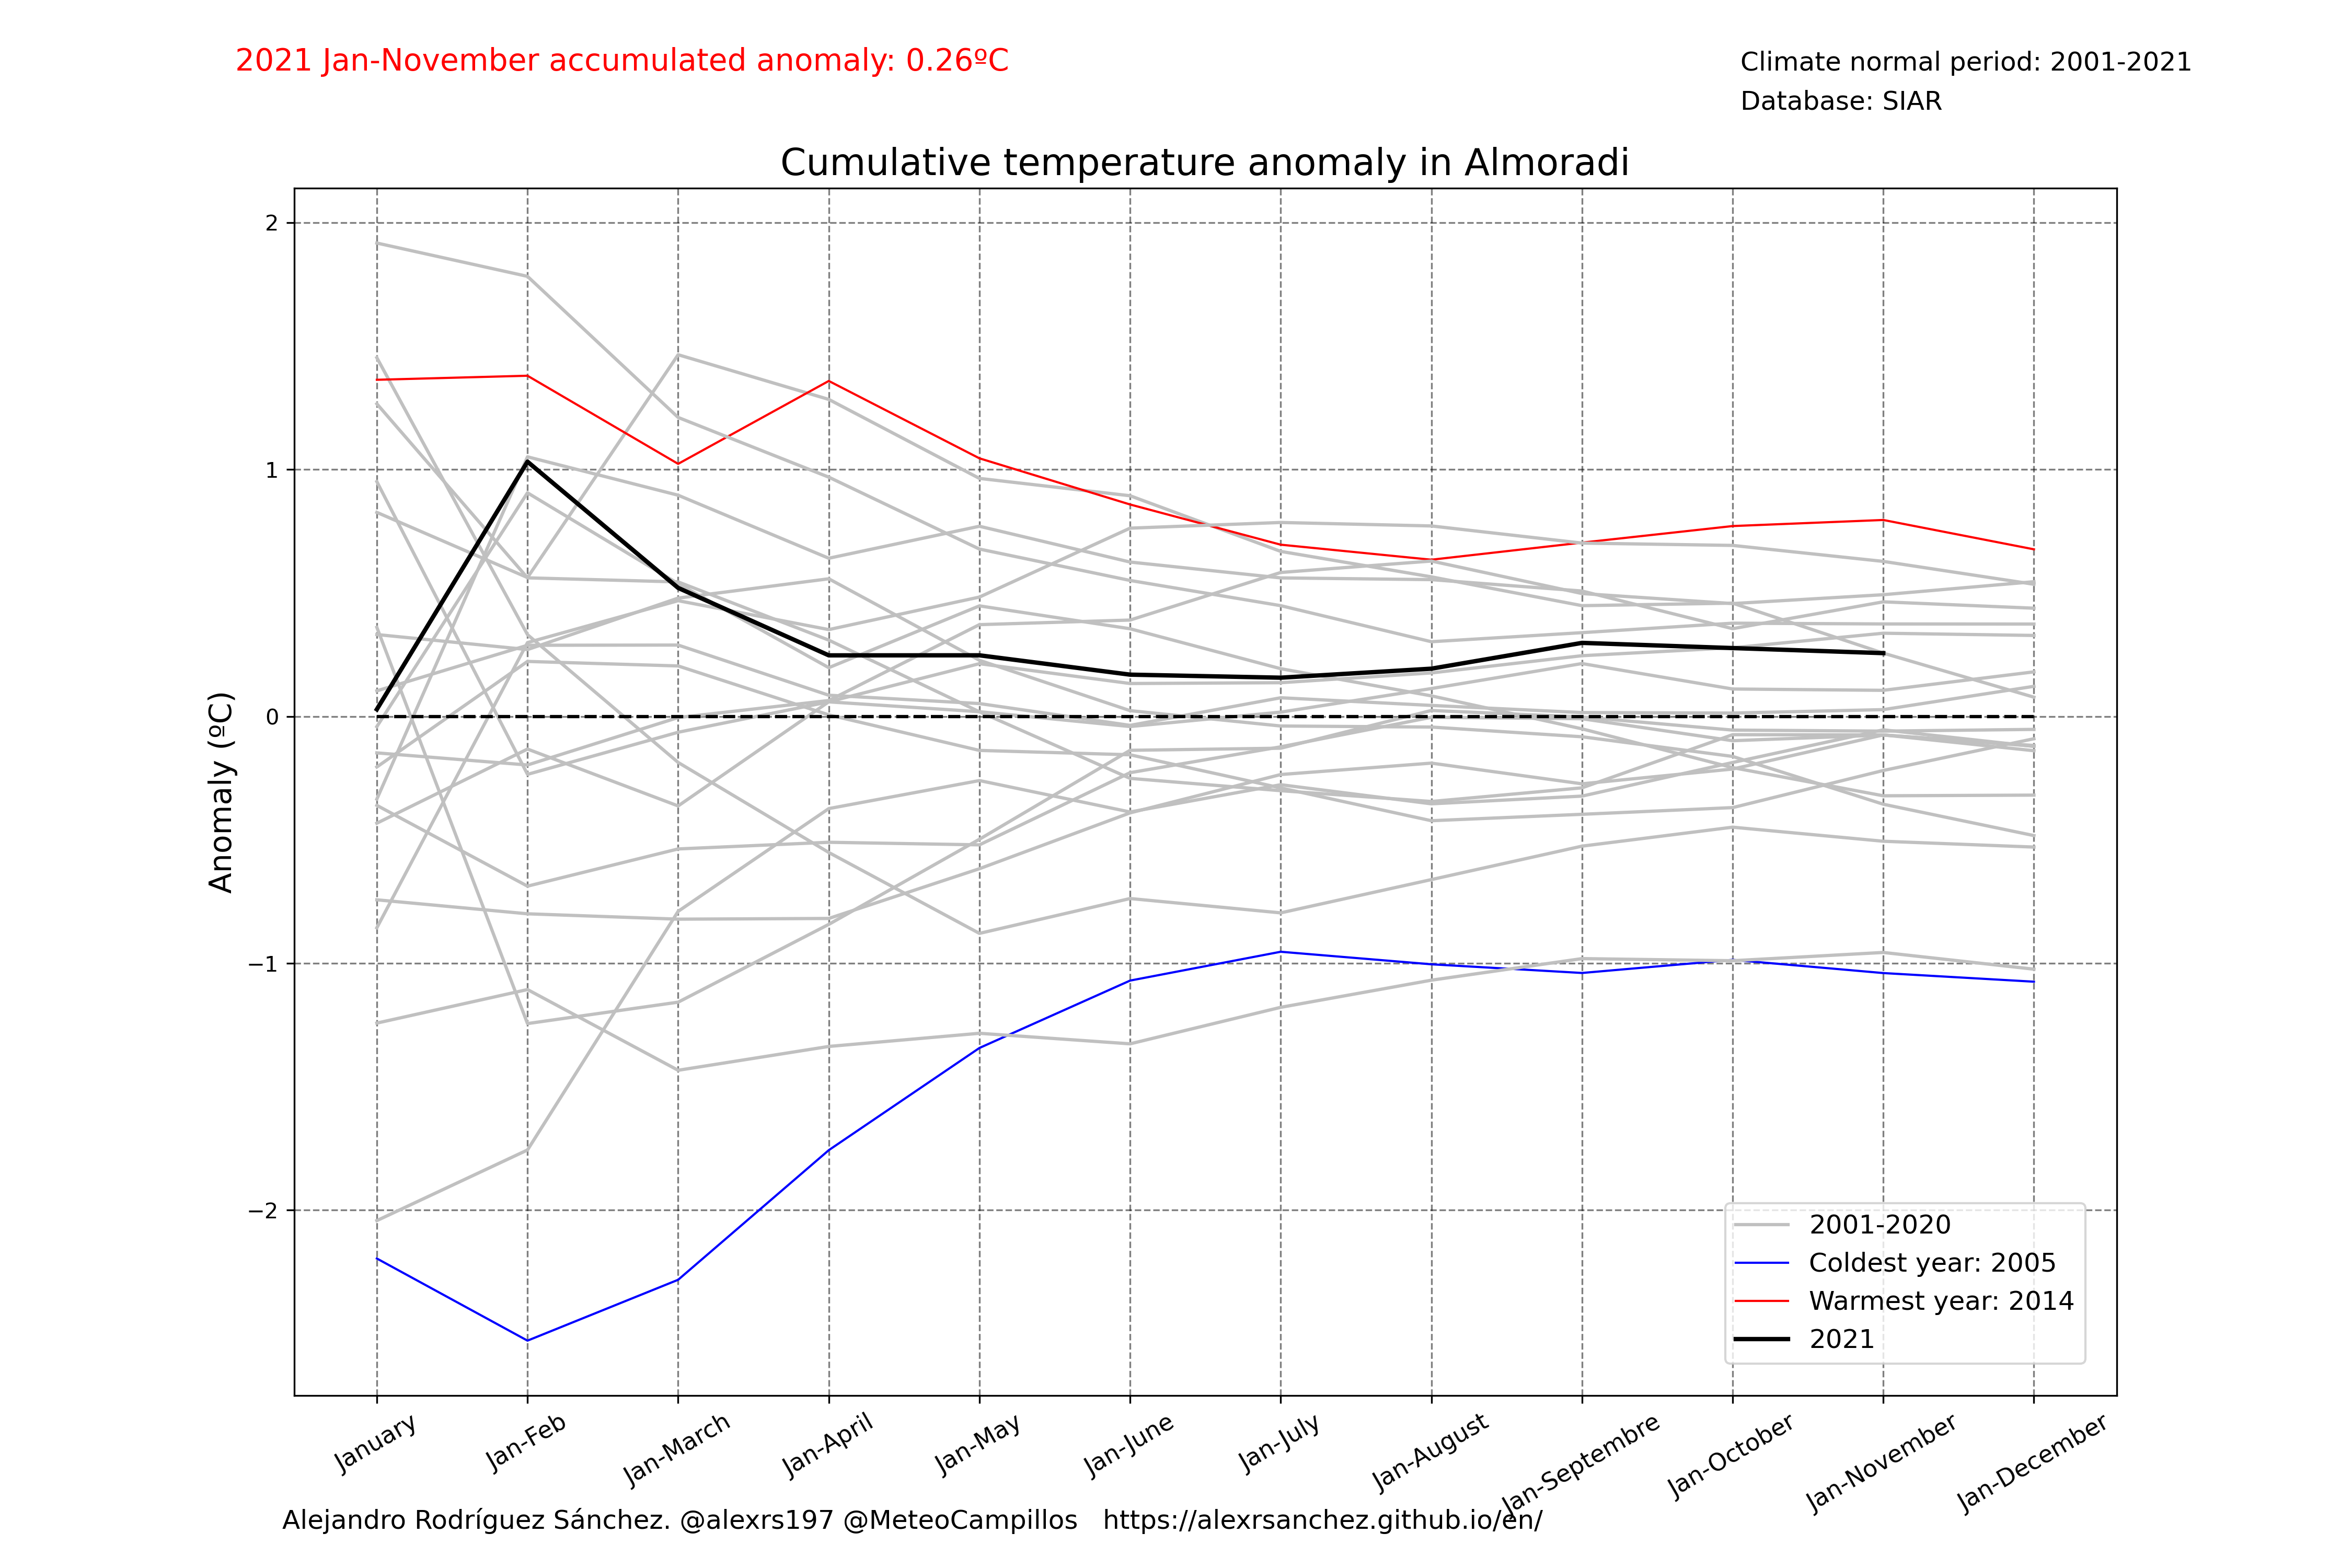 2021 Jan-November accumulated anomaly: 0.26ºC
Climate normal period: 2001-2021
Database: SIAR
Cumulative temperature anomaly in Almoradi
Anomaly (ºC)
2
1
0
−1
−2
2001-2020
Coldest year: 2005
Warmest year: 2014
2021
January
Jan-Feb
Jan-March
Jan-April
Jan-May
Jan-June
Jan-July
Jan-August
Jan-Septembre
Jan-October
Jan-November
Jan-December
Alejandro Rodríguez Sánchez. @alexrs197 @MeteoCampillos   https://alexrsanchez.github.io/en/